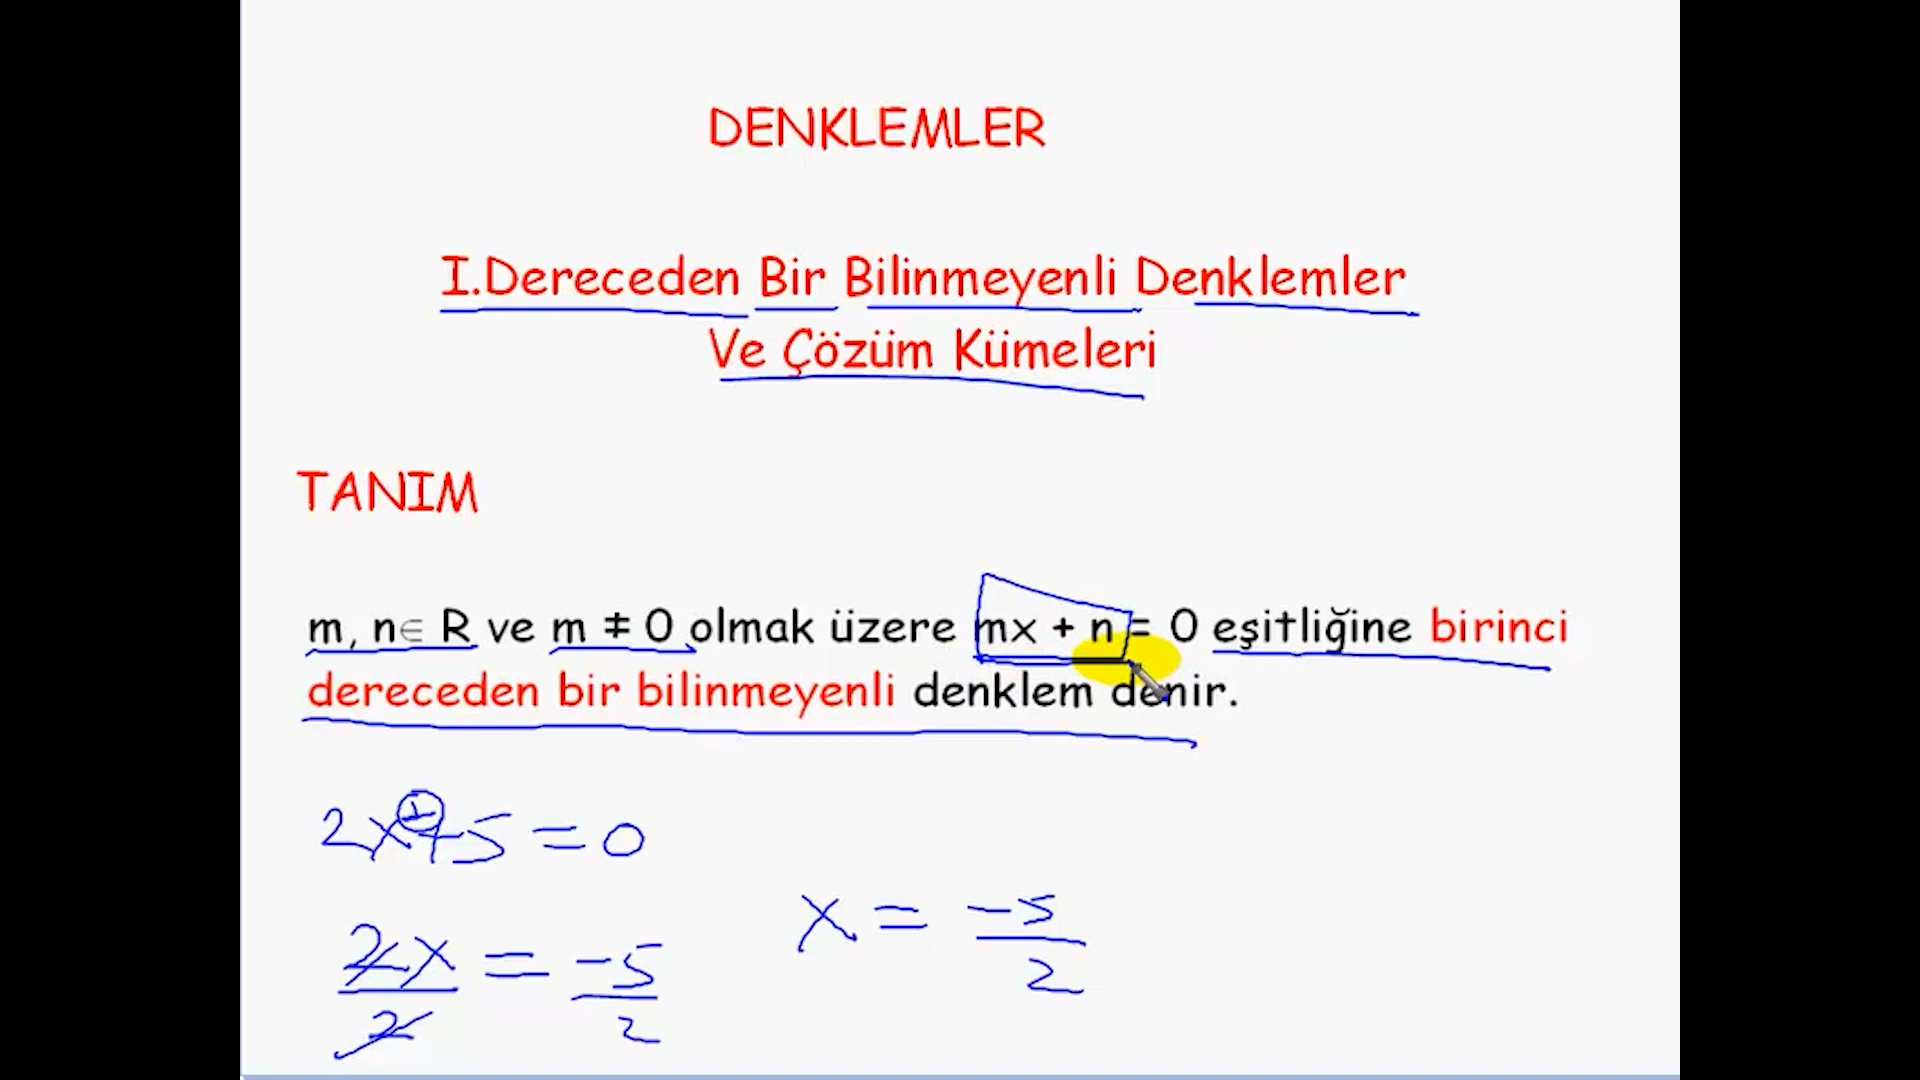 DENKLEMLER
I.Dereceden Bir Bilinmeyenli Denklemler
Ve Çözüm Kümeleri
TANIM
m, n∈ R ve m ≠ 0 olmak üzere mx + n = 0 eşitliğine birinci
dereceden bir bilinmeyenli denklem denir.
2x+5 = 0
2x/2 = -5/2
x = -5/2